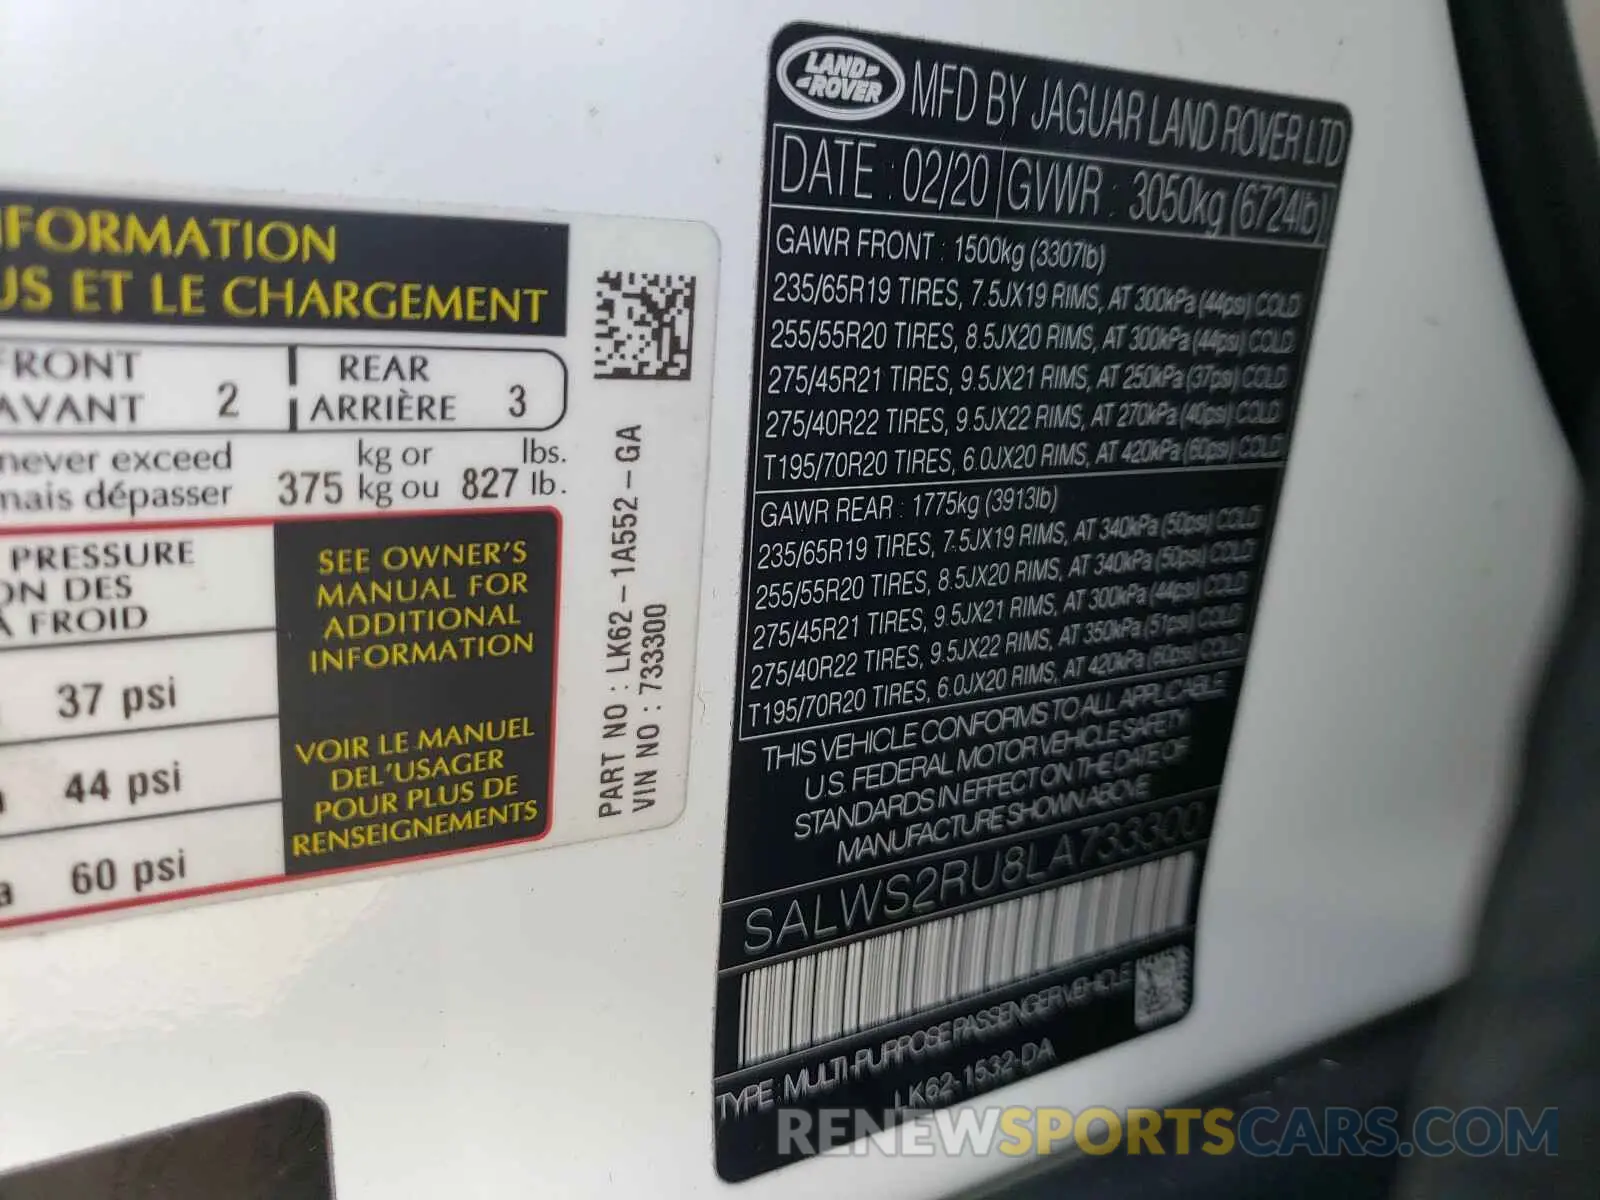 FORMATION
US ET LE CHARGEMENT
FRONT
AVANT 2
REAR
ARRIÈRE 3
never exceed kg or lbs.
mais dépasser 375 kg ou 827 lb.
PRESSURE
ON DES
À FROID
37 psi
44 psi
a 60 psi
SEE OWNER'S
MANUAL FOR
ADDITIONAL
INFORMATION
VOIR LE MANUEL
DEL'USAGER
POUR PLUS DE
RENSEIGNEMENTS
PART NO : LK62-1A552-GA
VIN NO : 733300
LAND
ROVER
MFD BY JAGUAR LAND ROVER LTD
DATE : 02/20 GVWR : 3050kg (6724lb)
GAWR FRONT : 1500kg (3307lb)
235/65R19 TIRES, 7.5JX19 RIMS, AT 300kPa (44psi) COLD
255/55R20 TIRES, 8.5JX20 RIMS, AT 300kPa (44psi) COLD
275/45R21 TIRES, 9.5JX21 RIMS, AT 250kPa (37psi) COLD
275/40R22 TIRES, 9.5JX22 RIMS, AT 270kPa (40psi) COLD
T195/70R20 TIRES, 6.0JX20 RIMS, AT 420kPa (60psi) COLD
GAWR REAR : 1775kg (3913lb)
235/65R19 TIRES, 7.5JX19 RIMS, AT 340kPa (50psi) COLD
255/55R20 TIRES, 8.5JX20 RIMS, AT 340kPa (50psi) COLD
275/45R21 TIRES, 9.5JX21 RIMS, AT 300kPa (44psi) COLD
275/40R22 TIRES, 9.5JX22 RIMS, AT 350kPa (51psi) COLD
T195/70R20 TIRES, 6.0JX20 RIMS, AT 420kPa (60psi) COLD
THIS VEHICLE CONFORMS TO ALL APPLICABLE
U.S. FEDERAL MOTOR VEHICLE SAFETY
STANDARDS IN EFFECT ON THE DATE OF
MANUFACTURE SHOWN ABOVE
SALWS2RU8LA733300
TYPE : MULTI-PURPOSE PASSENGER VEHICLE
LK62-1532-DA
RENEWSPORTSCARS.COM